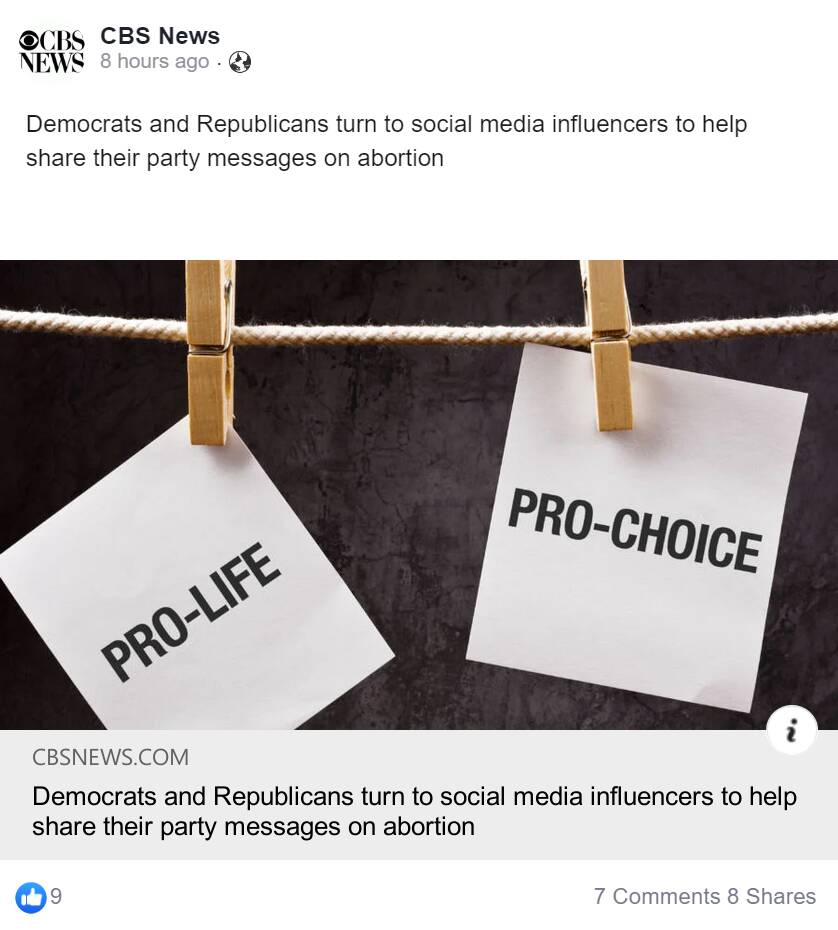 CBS NEWS
CBS News
8 hours ago ·
Democrats and Republicans turn to social media influencers to help
share their party messages on abortion
PRO-LIFE
PRO-CHOICE
i
CBSNEWS.COM
Democrats and Republicans turn to social media influencers to help
share their party messages on abortion
9
7 Comments 8 Shares